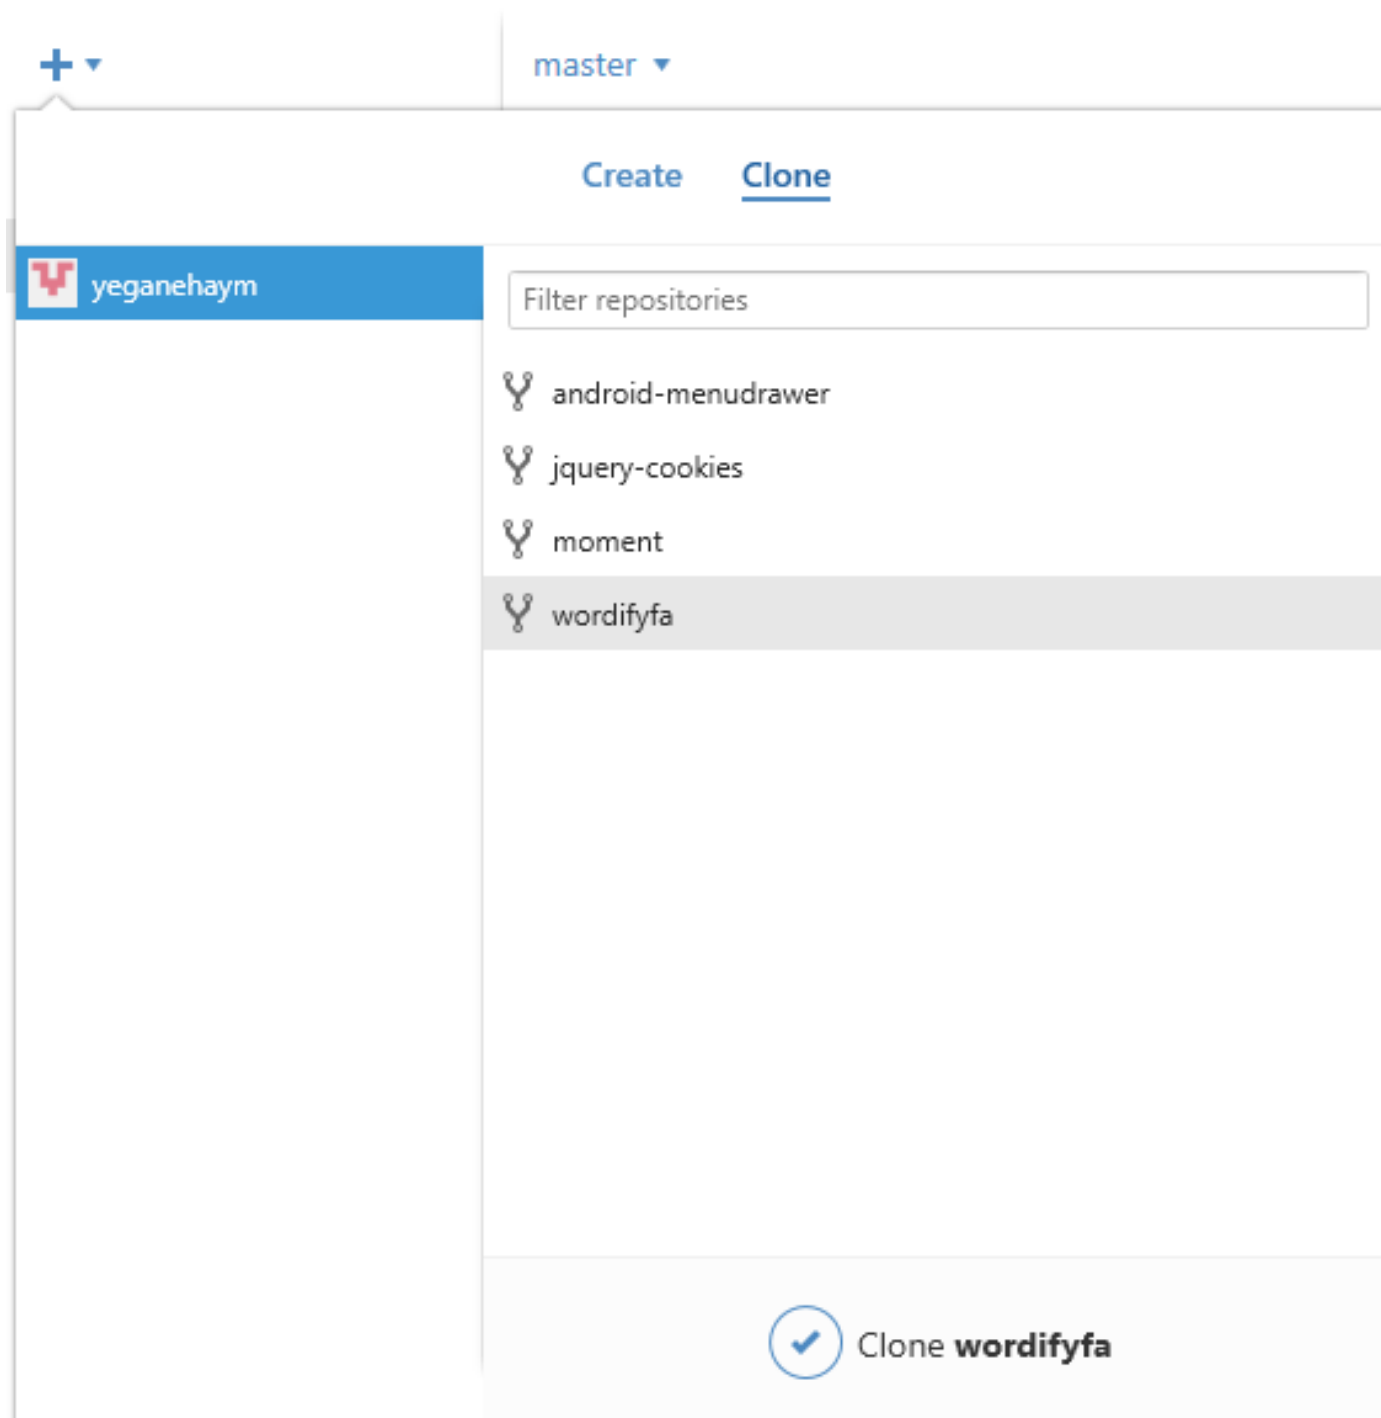 master
Create Clone
yeganehaym
Filter repositories
android-menudrawer
jquery-cookies
moment
wordifyfa
Clone wordifyfa